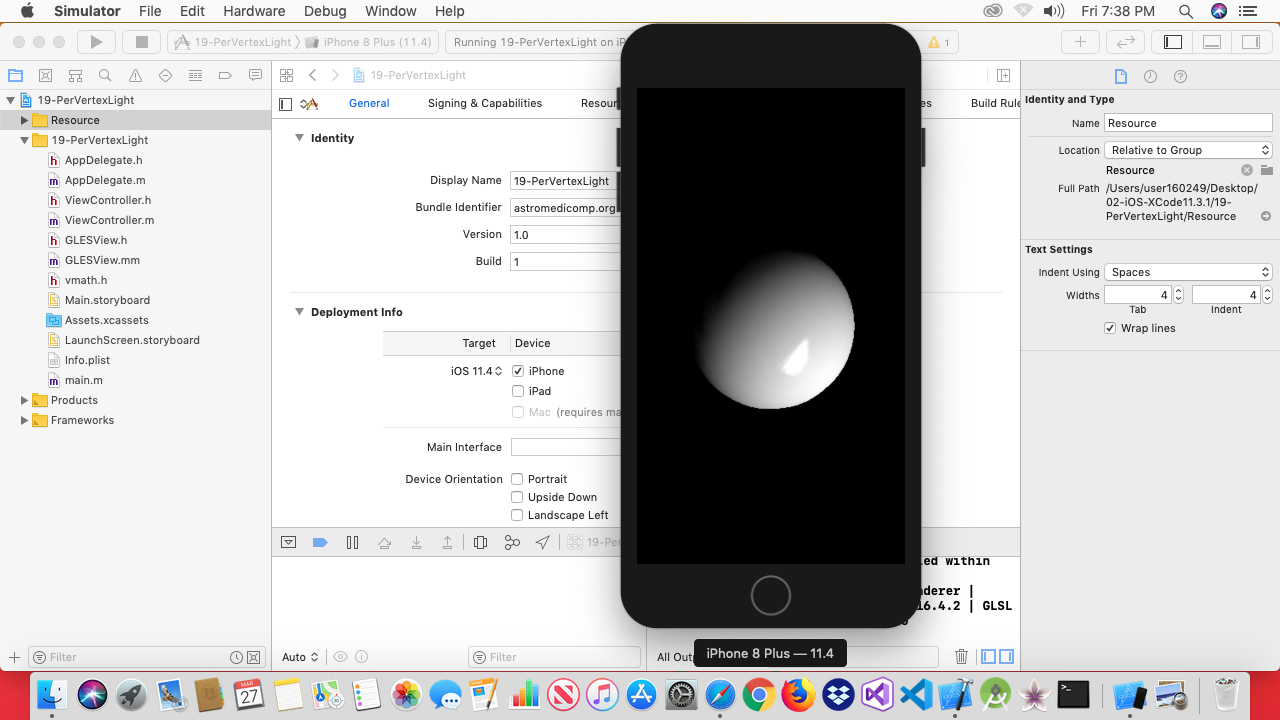 Simulator File Edit Hardware Debug Window Help Fri 7:38 PM
19-PerVertexLight iPhone 8 Plus (11.4) Running 19-PerVertexLight on iP 1
19-PerVertexLight
19-PerVertexLight
Resource
19-PerVertexLight
h AppDelegate.h
m AppDelegate.m
h ViewController.h
m ViewController.m
h GLESView.h
m GLESView.mm
h vmath.h
Main.storyboard
Assets.xcassets
LaunchScreen.storyboard
Info.plist
m main.m
Products
Frameworks
Filter
General Signing & Capabilities Resour es Build Rule
Identity
Display Name 19-PerVertexLight
Bundle Identifier astromedicomp.org
Version 1.0
Build 1
Deployment Info
Target Device
iOS 11.4 iPhone
iPad
Mac (requires ma
Main Interface
Device Orientation Portrait
Upside Down
Landscape Left
19-Per
led within
nderer |
16.4.2 | GLSL
Auto Filter All Outp
iPhone 8 Plus — 11.4
Identity and Type
Name Resource
Location Relative to Group
Resource
Full Path /Users/user160249/Desktop/
02-iOS-XCode11.3.1/19-
PerVertexLight/Resource
Text Settings
Indent Using Spaces
Widths 4 4
Tab Indent
Wrap lines
MAR
27
>_